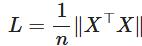 L = \frac{1}{n} \| X^\top X \|